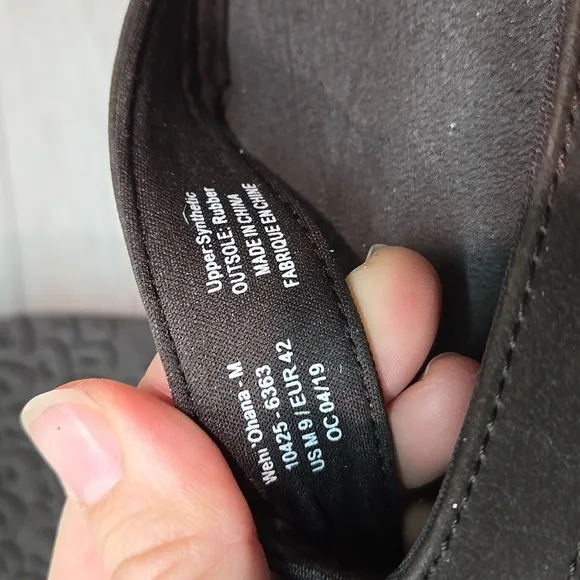 Upper: Synthetic
OUTSOLE: Rubber
MADE IN CHINA
FABRIQUE EN CHINE
Wehi 'Ohana - M
10425 - 6363
US M 9 / EUR 42
OC 04/19